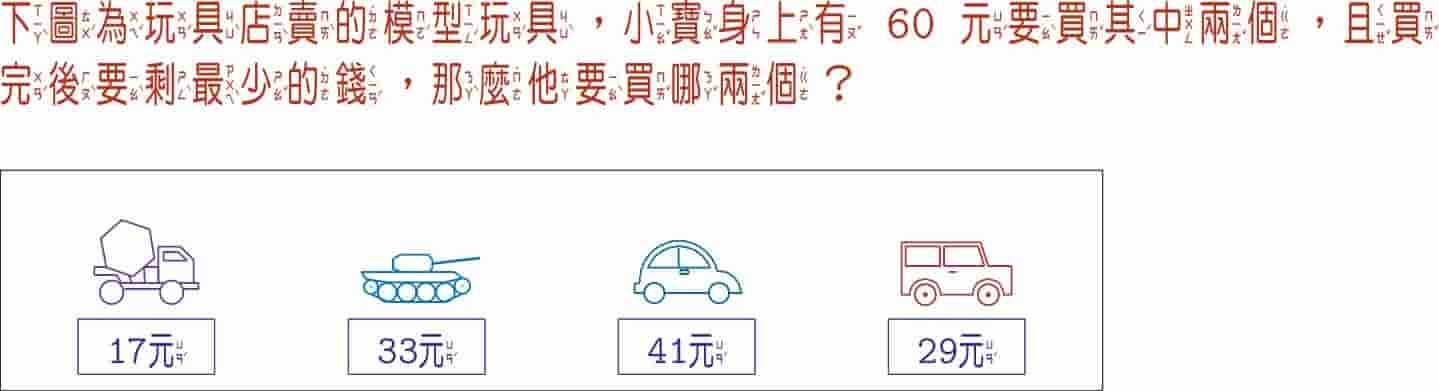 下圖為玩具店賣的模型玩具，小寶身上有 60 元要買其中兩個，且買
完後要剩最少的錢，那麼他要買哪兩個？
17元 33元 41元 29元